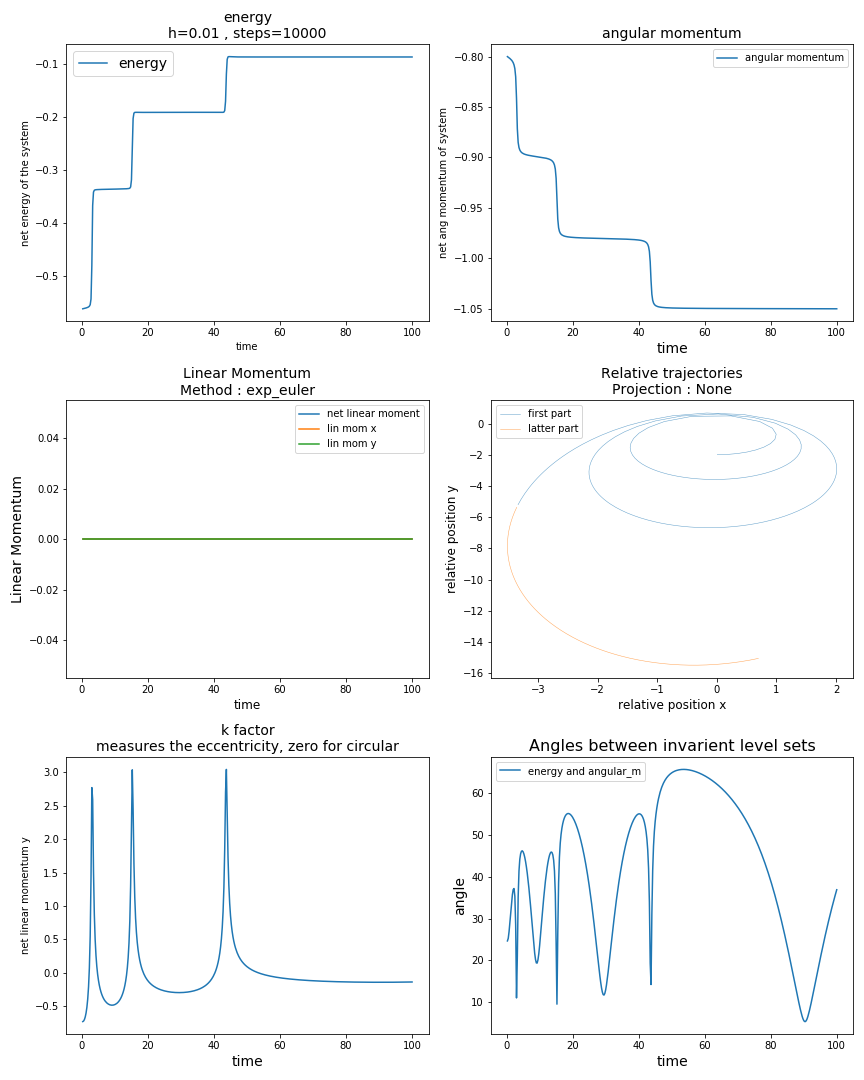 energy
h=0.01 , steps=10000
energy
net energy of the system
−0.1
−0.2
−0.3
−0.4
−0.5
0 20 40 60 80 100
time
angular momentum
angular momentum
net ang momentum of system
−0.80
−0.85
−0.90
−0.95
−1.00
−1.05
0 20 40 60 80 100
time
Linear Momentum
Method : exp_euler
net linear moment
lin mom x
lin mom y
Linear Momentum
0.04
0.02
0.00
−0.02
−0.04
0 20 40 60 80 100
time
Relative trajectories
Projection : None
first part
latter part
relative position y
0
−2
−4
−6
−8
−10
−12
−14
−16
−3 −2 −1 0 1 2
relative position x
k factor
measures the eccentricity, zero for circular
net linear momentum y
3.0
2.5
2.0
1.5
1.0
0.5
0.0
−0.5
0 20 40 60 80 100
time
Angles between invarient level sets
energy and angular_m
angle
60
50
40
30
20
10
0 20 40 60 80 100
time